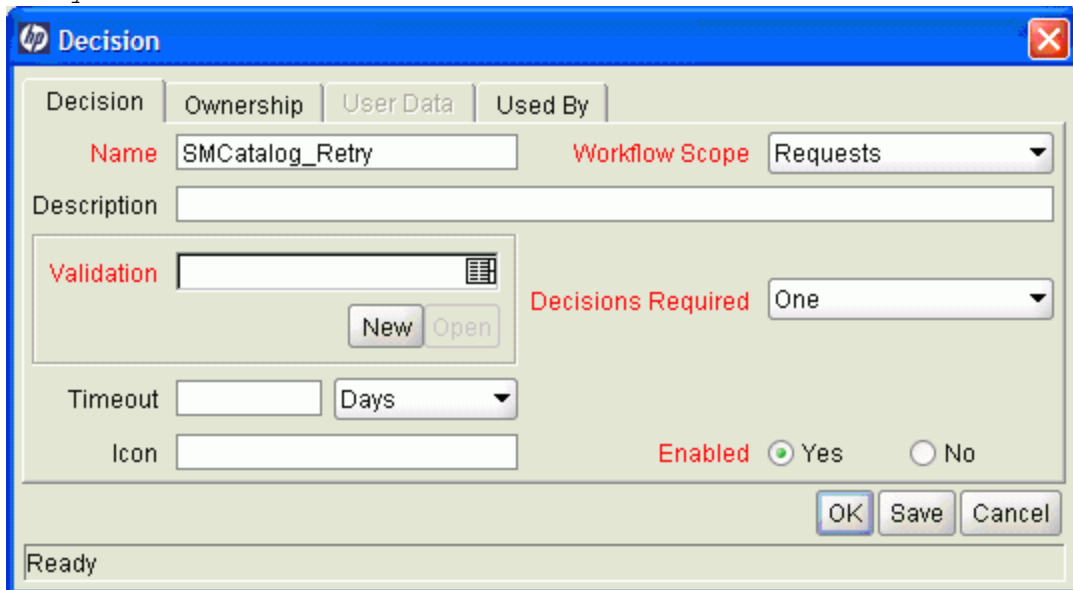 hp Decision
Decision Ownership User Data Used By
Name SMCatalog_Retry Workflow Scope Requests
Description
Validation
Decisions Required One
New Open
Timeout Days
Icon Enabled Yes No
OK Save Cancel
Ready